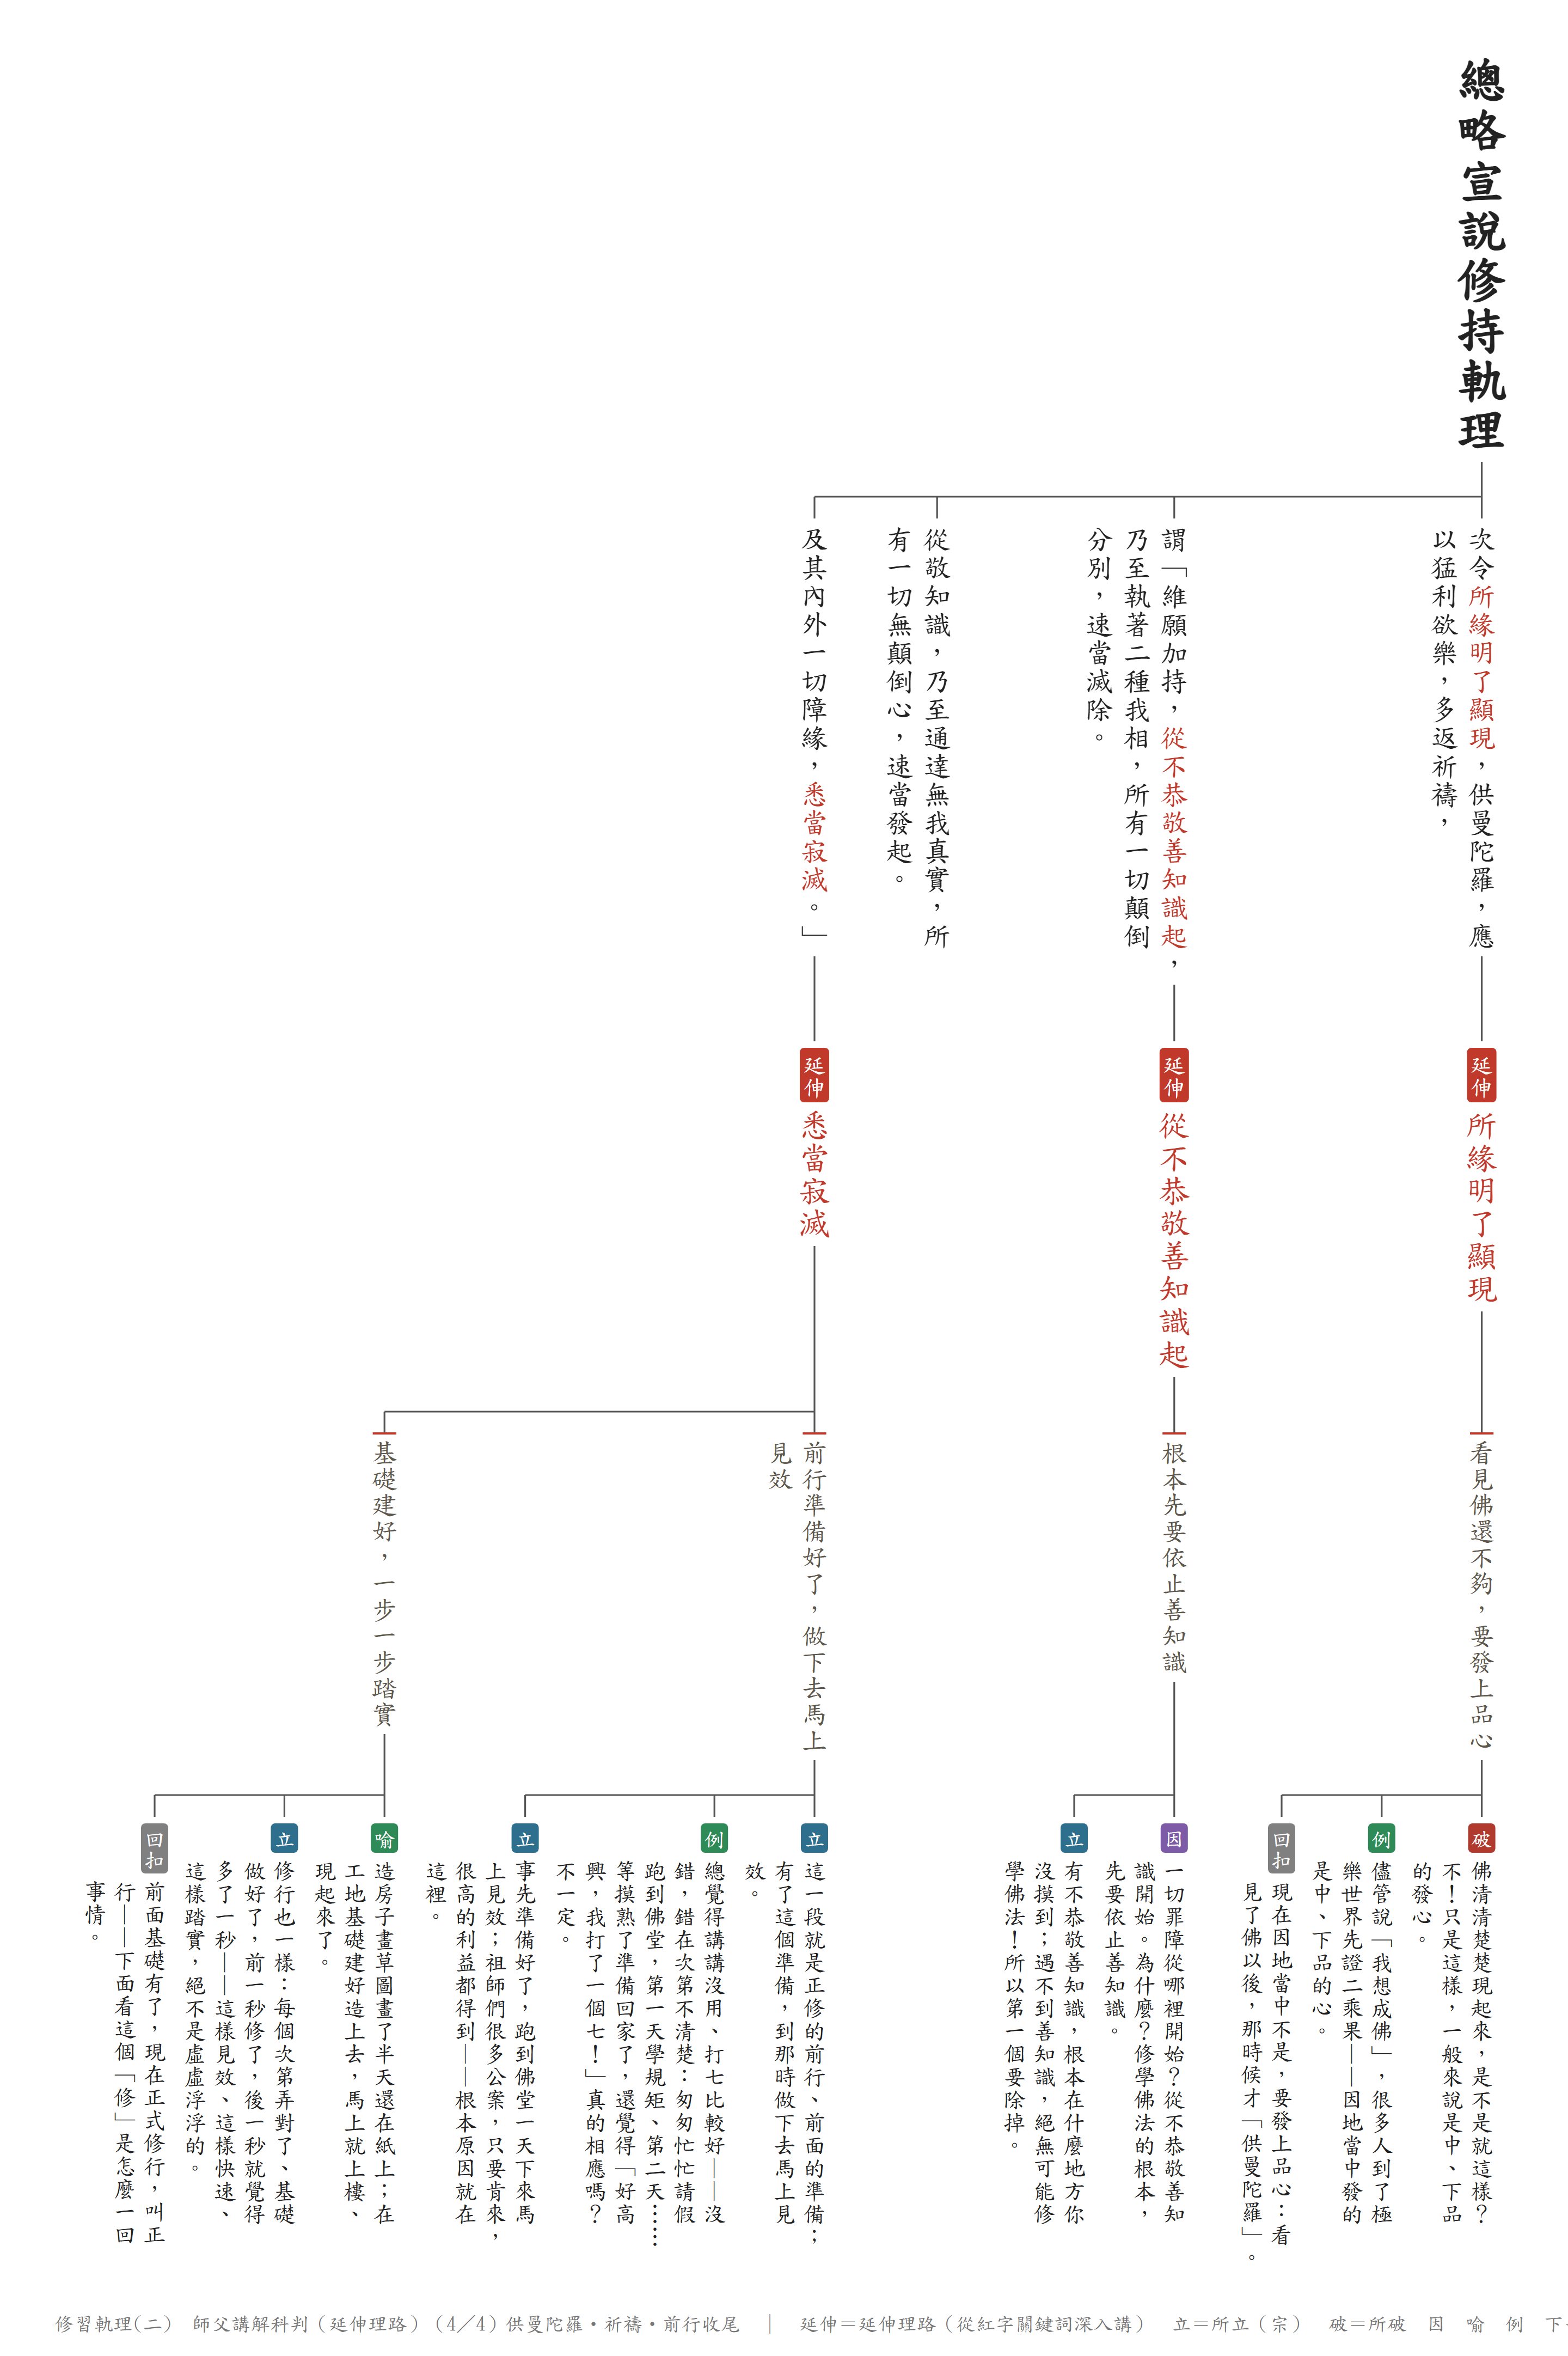 總略宣說修持軌理
次令所緣明了顯現，供曼陀羅，應
以猛利欲樂，多返祈禱，
延伸
所緣明了顯現
看見佛還不夠，要發上品心
破
佛清清楚楚現起來，是不是就這樣？
不！只是這樣，一般來說是中、下品
的發心。
例
儘管說「我想成佛」，很多人到了極
樂世界先證二乘果——因地當中發的
是中、下品的心。
回扣
現在因地當中不是，要發上品心：看
見了佛以後，那時候才「供曼陀羅」。
謂「維願加持，從不恭敬善知識起，
乃至執著二種我相，所有一切顛倒
分別，速當滅除。
延伸
從不恭敬善知識起
根本先要依止善知識
因
一切罪障從哪裡開始？從不恭敬善知
識開始。為什麼？修學佛法的根本，
先要依止善知識。
立
有不恭敬善知識，根本在什麼地方你
沒摸到；遇不到善知識，絕無可能修
學佛法！所以第一個要除掉。
從敬知識，乃至通達無我真實，所
有一切無顛倒心，速當發起。
及其內外一切障緣，悉當寂滅。」
延伸
悉當寂滅
前行準備好了，做下去馬上
見效
立
這一段就是正修的前行、前面的準備；
有了這個準備，到那時做下去馬上見
效。
例
總覺得講講沒用、打七比較好——沒
錯，錯在次第不清楚：匆匆忙忙請假
跑到佛堂，第一天學規矩、第二天……
等摸熟了準備回家了，還覺得「好高
興，我打了一個七！」真的相應嗎？
不一定。
立
事先準備好了，跑到佛堂一天下來馬
上見效；祖師們很多公案，只要肯來，
很高的利益都得到——根本原因就在
這裡。
基礎建好，一步一步踏實
喻
造房子畫草圖畫了半天還在紙上；在
工地基礎建好造上去，馬上就上樓、
現起來了。
立
修行也一樣：每個次第弄對了、基礎
做好了，前一秒修了，後一秒就覺得
多了一秒——這樣見效、這樣快速、
這樣踏實，絕不是虛虛浮浮的。
回扣
前面基礎有了，現在正式修行，叫正
行——下面看這個「修」是怎麼一回
事情。
修習軌理(二)　師父講解科判（延伸理路）（4／4）供曼陀羅・祈禱・前行收尾　｜　延伸＝延伸理路（從紅字關鍵詞深入講）　立＝所立（宗）　破＝所破　因　喻　例　下